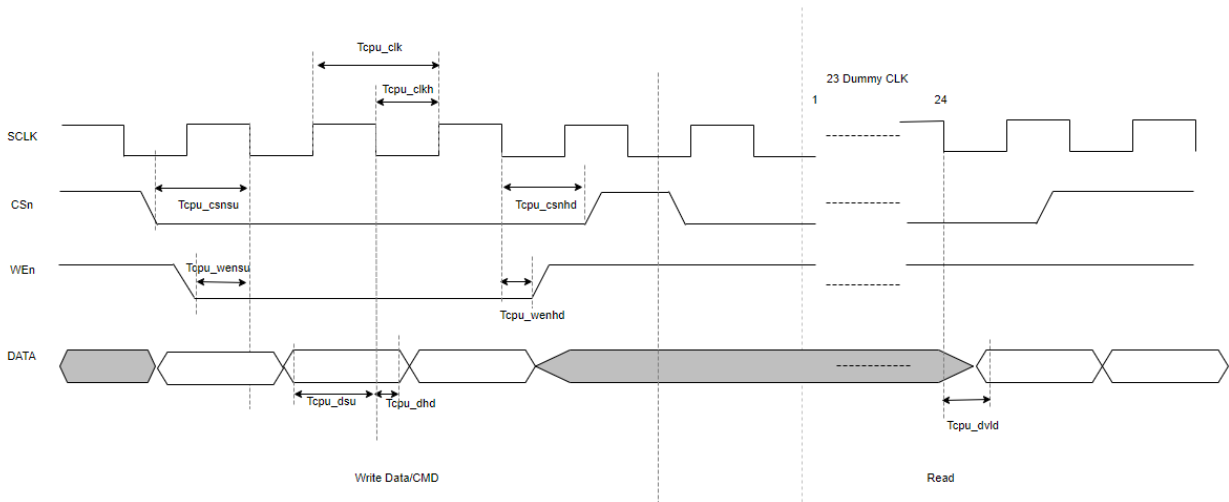 Tcpu_clk
23 Dummy CLK
Tcpu_clkh
1
24
SCLK
CSn
Tcpu_csnsu
Tcpu_csnhd
WEn
Tcpu_wensu
Tcpu_wenhd
DATA
Tcpu_dsu
Tcpu_dhd
Tcpu_dvld
Write Data/CMD
Read